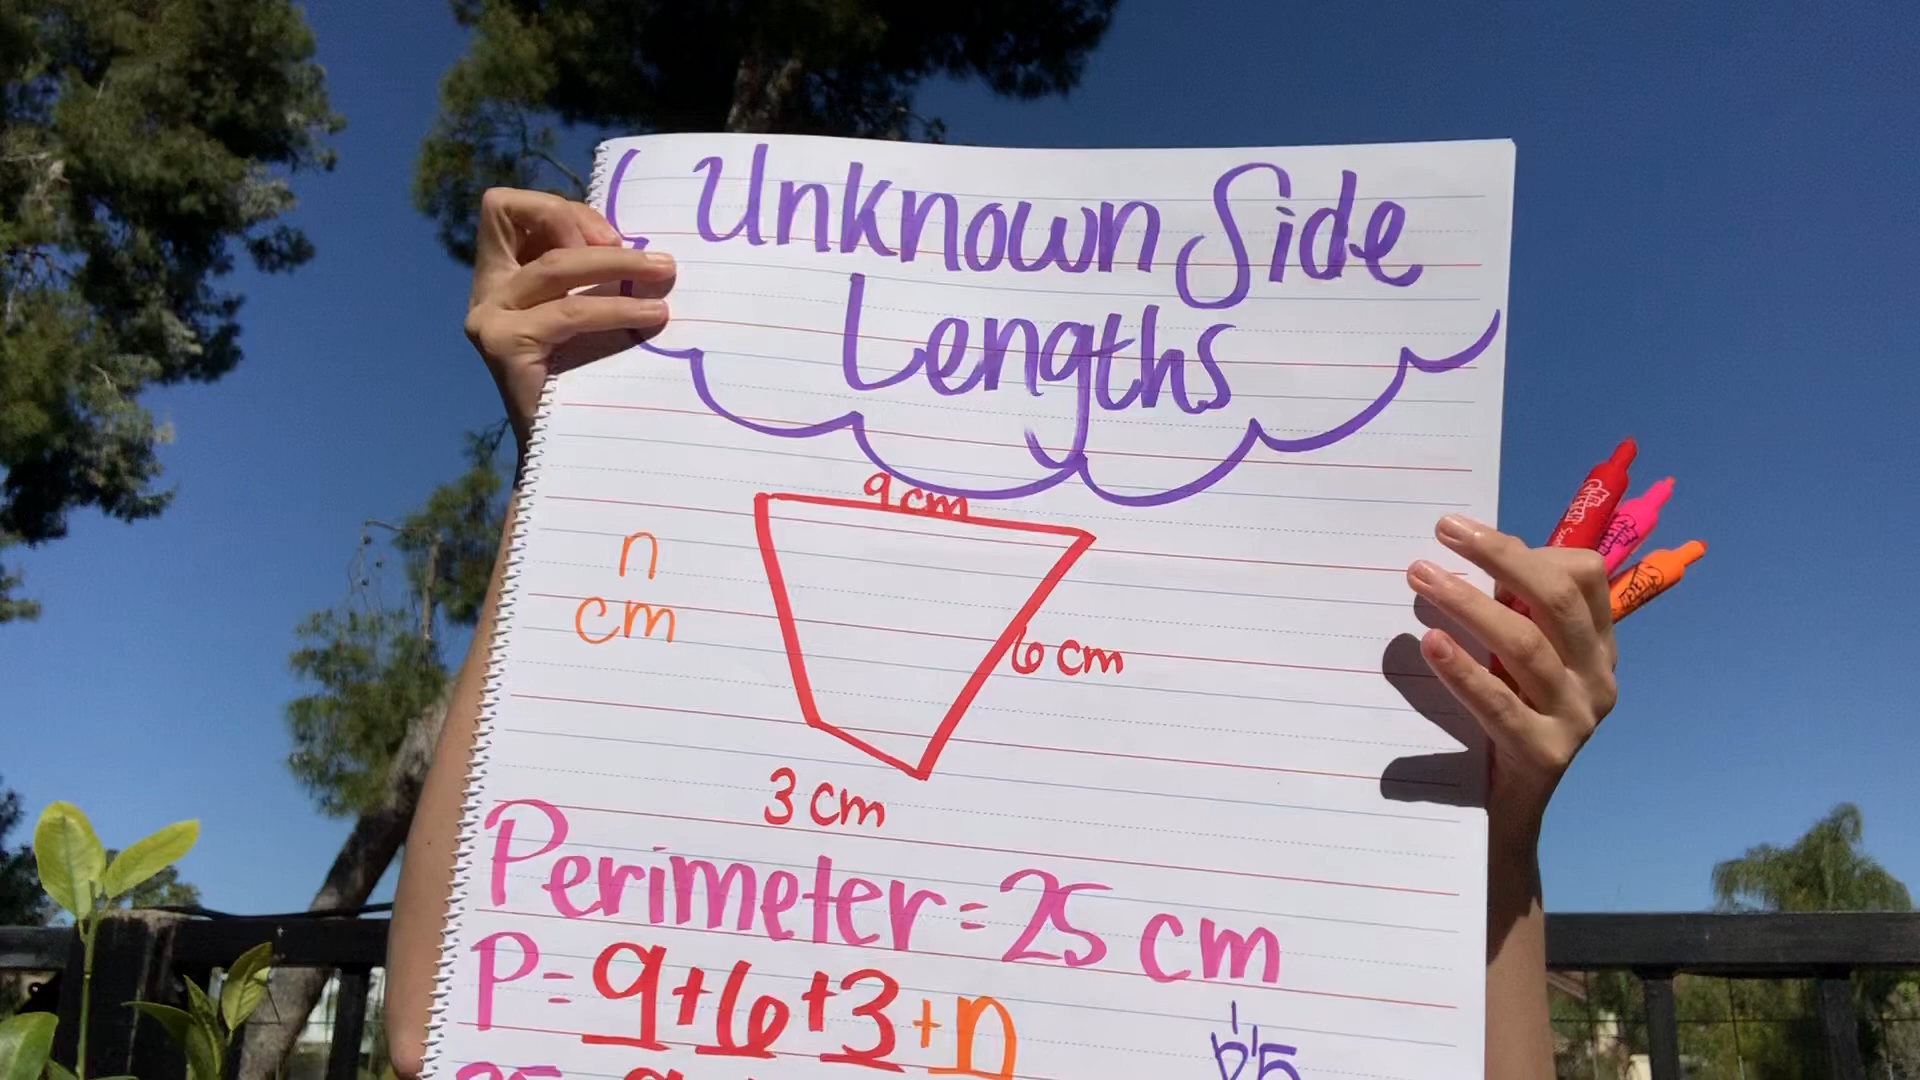 Unknown Side
Lengths
9 cm
n
cm
6 cm
3 cm
Perimeter = 25 cm
P = 9 + 6 + 3 + n